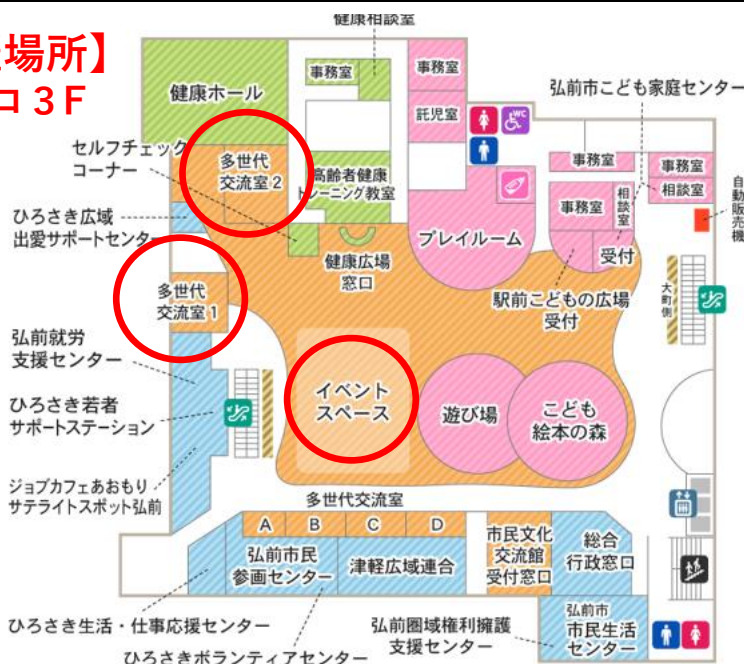 場所】
3F
健康相談室
健康ホール
事務室
事務室
託児室
弘前市こども家庭センター
セルフチェック
コーナー
多世代
交流室2
高齢者健康
トレーニング教室
WC
事務室
事務室
相談室
事務室
相談室
受付
自動販売機
ひろさき広域
出愛サポートセンター
プレイルーム
健康広場
窓口
駅前こどもの広場
受付
大町側
多世代
交流室1
弘前就労
支援センター
ひろさき若者
サポートステーション
ジョブカフェあおもり
サテライトスポット弘前
イベント
スペース
遊び場
こども
絵本の森
多世代交流室
A B C D
弘前市民
参画センター
津軽広域連合
市民文化
交流館
受付窓口
総合
行政窓口
弘前市
市民生活
センター
ひろさき生活・仕事応援センター
ひろさきボランティアセンター
弘前圏域権利擁護
支援センター